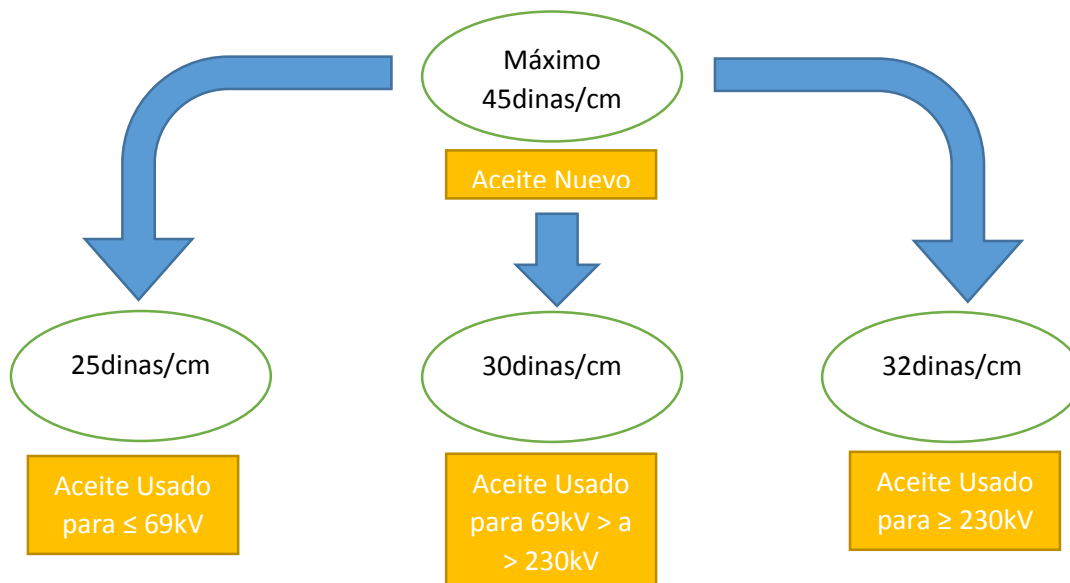 Máximo
45dinas/cm
Aceite Nuevo
25dinas/cm
30dinas/cm
32dinas/cm
Aceite Usado
para ≤ 69kV
Aceite Usado
para 69kV > a
> 230kV
Aceite Usado
para ≥ 230kV